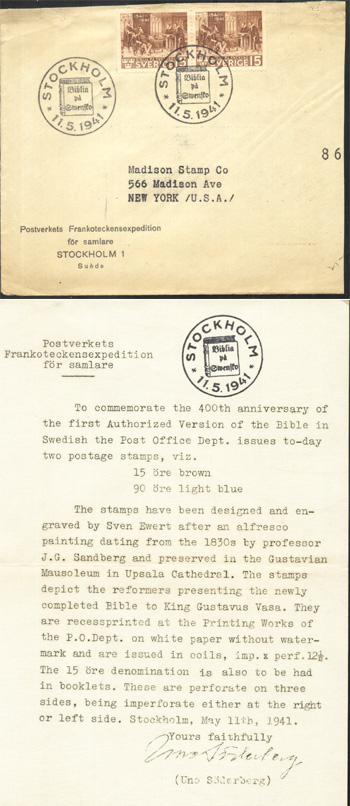 SVERIGE 15
STOCKHOLM
Biblia
på
Swensko
* 11.5.1941 *
STOCKHOLM
Biblia
på
Swensko
* 11.5.1941 *
86
Madison Stamp Co
566 Madison Ave
NEW YORK /U.S.A./
Postverkets Frankoteckensexpedition
för samlare
STOCKHOLM 1
Suède
STOCKHOLM
Biblia
på
Swensko
* 11.5.1941 *
Postverkets
Frankoteckensexpedition
för samlare
To commemorate the 400th anniversary of
the first Authorized Version of the Bible in
Swedish the Post Office Dept. issues to-day
two postage stamps, viz.
15 öre brown
90 öre light blue
The stamps have been designed and en-
graved by Sven Ewert after an alfresco
painting dating from the 1830s by professor
J.G. Sandberg and preserved in the Gustavian
Mausoleum in Upsala Cathedral. The stamps
depict the reformers presenting the newly
completed Bible to King Gustavus Vasa. They
are recessprinted at the Printing Works of
the P.O.Dept. on white paper without water-
mark and are issued in coils, imp.x perf.12½.
The 15 öre denomination is also to be had
in booklets. These are perforate on three
sides, being imperforate either at the right
or left side. Stockholm, May 11th, 1941.
Yours faithfully
Uno Söderberg
(Uno Söderberg)